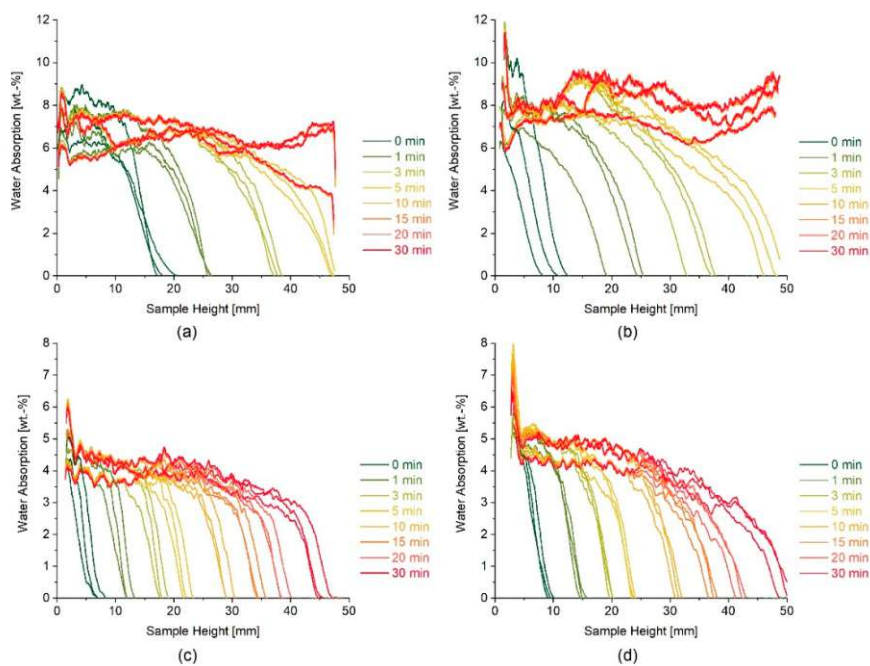 12
10
8
6
4
2
0
Water Absorption [wt.-%]
0 10 20 30 40 50
Sample Height [mm]
0 min
1 min
3 min
5 min
10 min
15 min
20 min
30 min
(a)
12
10
8
6
4
2
0
Water Absorption [wt.-%]
0 10 20 30 40 50
Sample Height [mm]
0 min
1 min
3 min
5 min
10 min
15 min
20 min
30 min
(b)
8
7
6
5
4
3
2
1
0
Water Absorption [wt.-%]
0 10 20 30 40 50
Sample Height [mm]
0 min
1 min
3 min
5 min
10 min
15 min
20 min
30 min
(c)
8
7
6
5
4
3
2
1
0
Water Absorption [wt.-%]
0 10 20 30 40 50
Sample Height [mm]
0 min
1 min
3 min
5 min
10 min
15 min
20 min
30 min
(d)